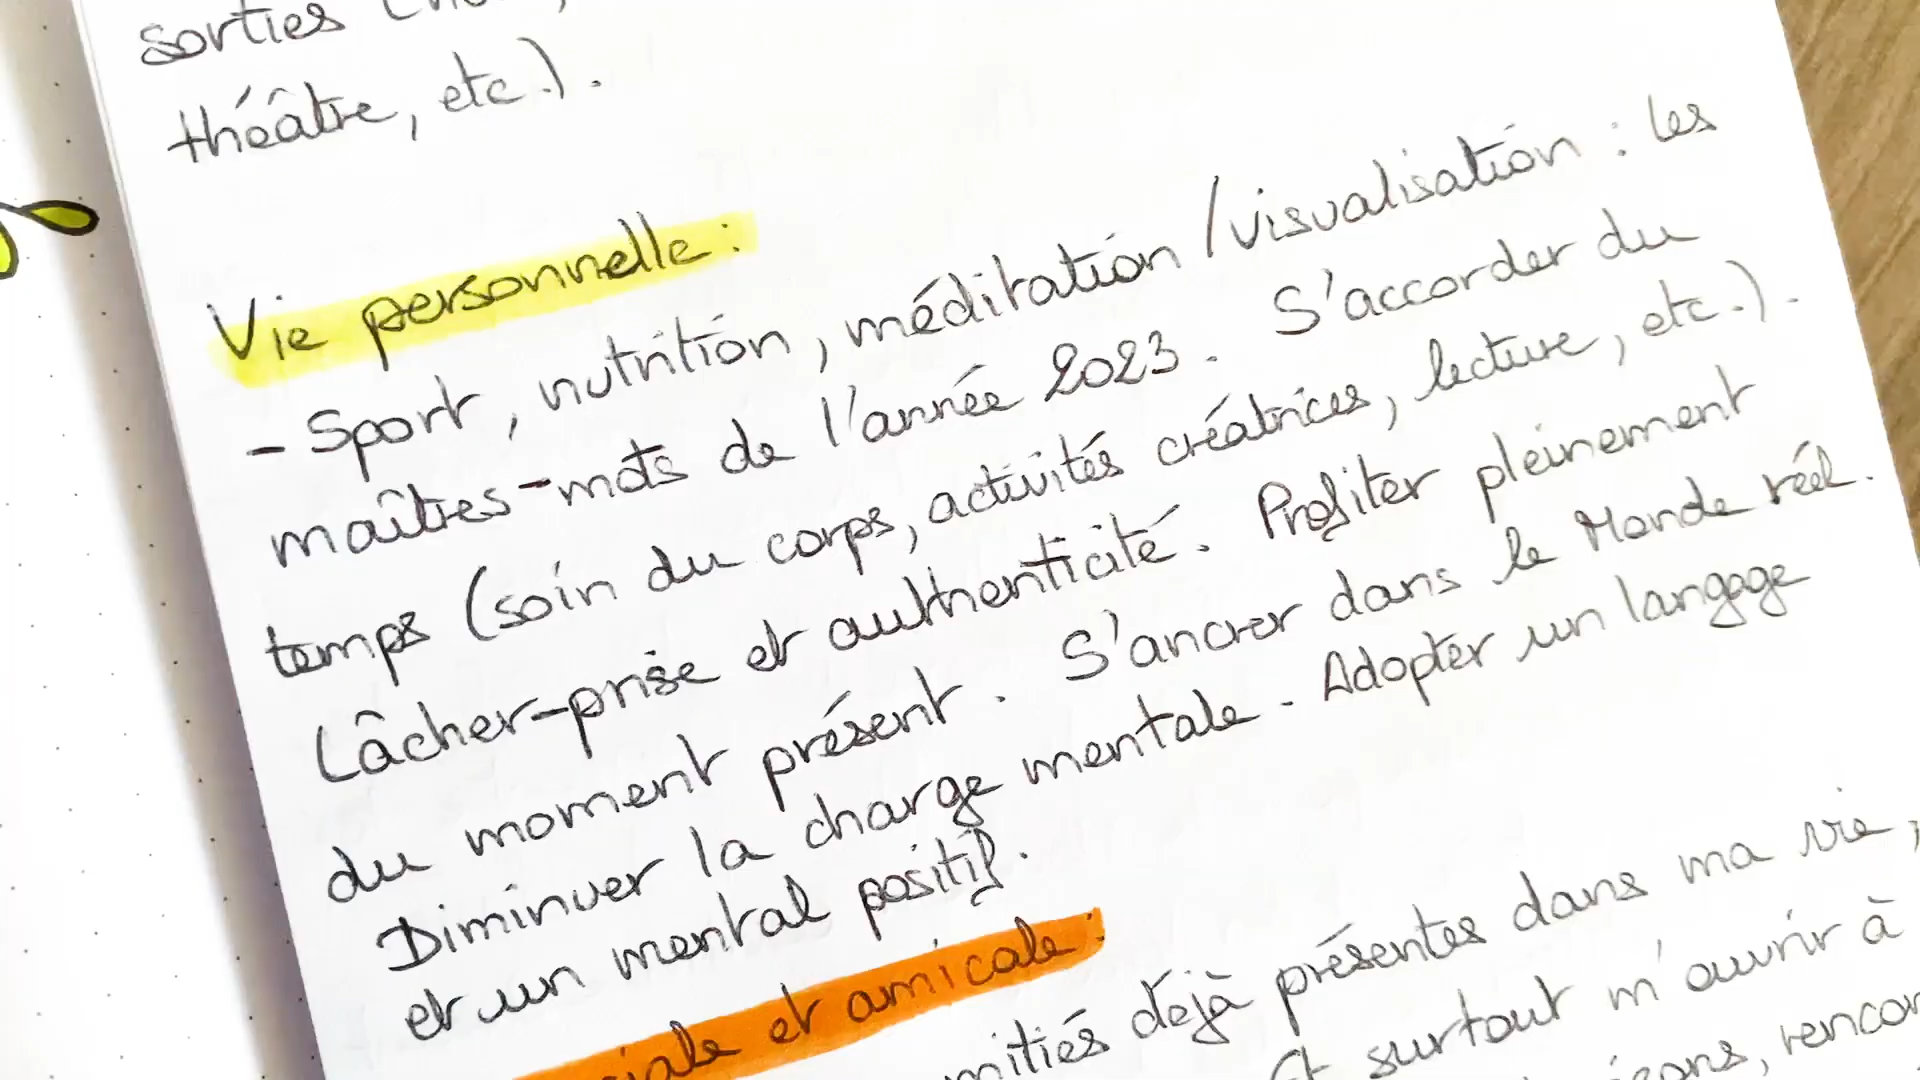 sorties
théâtre, etc.).
Vie personnelle :
- Sport, nutrition, méditation / visualisation : les
maîtres-mots de l'année 2023. S'accorder du
temps (soin du corps, activités créatrices, lecture, etc.).
Lâcher-prise et authenticité. Profiter pleinement
du moment présent. S'ancrer dans le Monde réel.
Diminuer la charge mentale. Adopter un langage
et un mental positif.
et amicale :
déjà présentes dans ma vie,
Et surtout m'ouvrir à